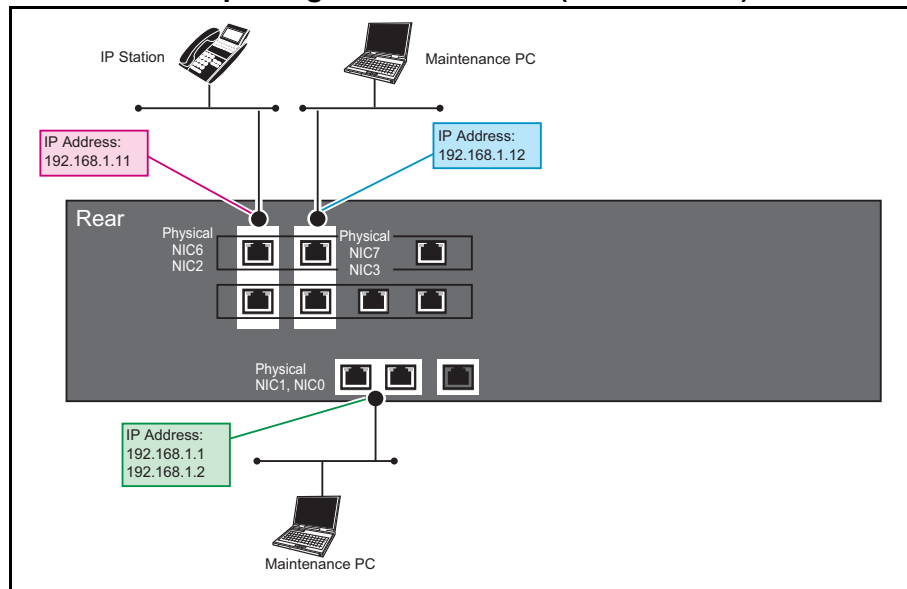 IP Station
Maintenance PC
IP Address:
192.168.1.11
IP Address:
192.168.1.12
Rear
Physical
NIC6
NIC2
Physical
NIC7
NIC3
Physical
NIC1, NIC0
IP Address:
192.168.1.1
192.168.1.2
Maintenance PC